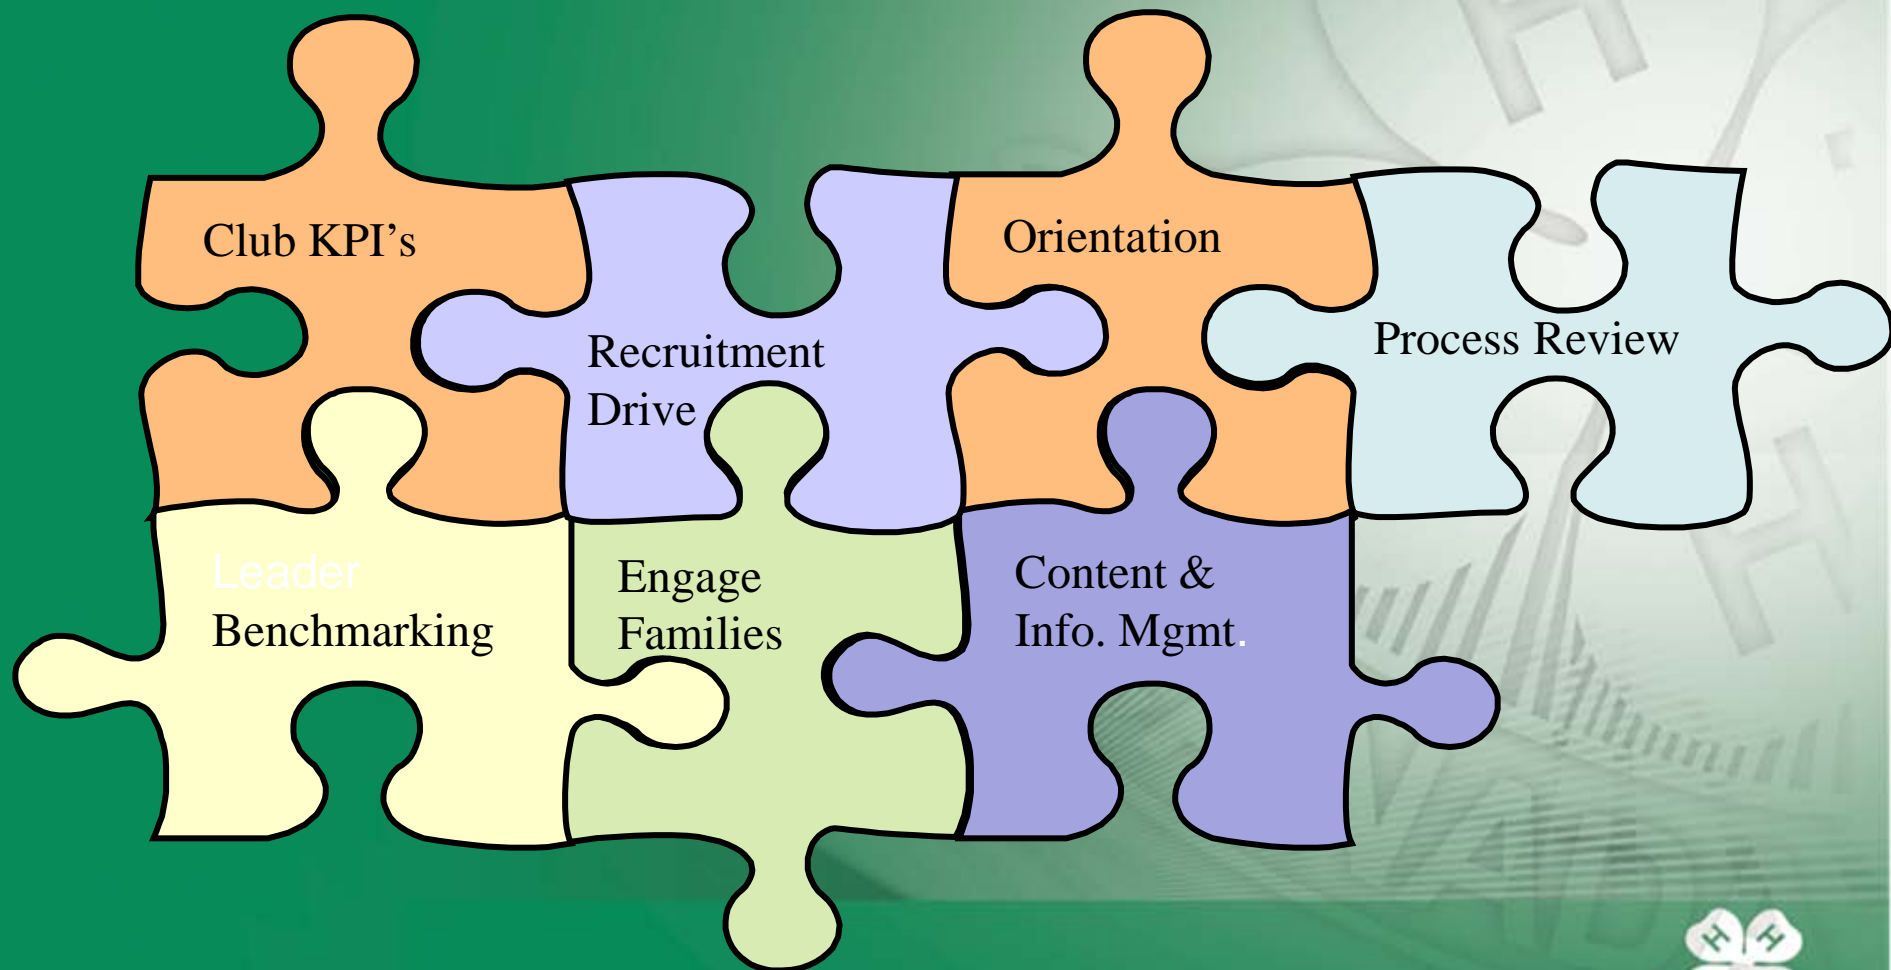 Club KPI's
Orientation
Recruitment
Drive
Process Review
Leader
Benchmarking
Engage
Families
Content &
Info. Mgmt.
H
H
H H